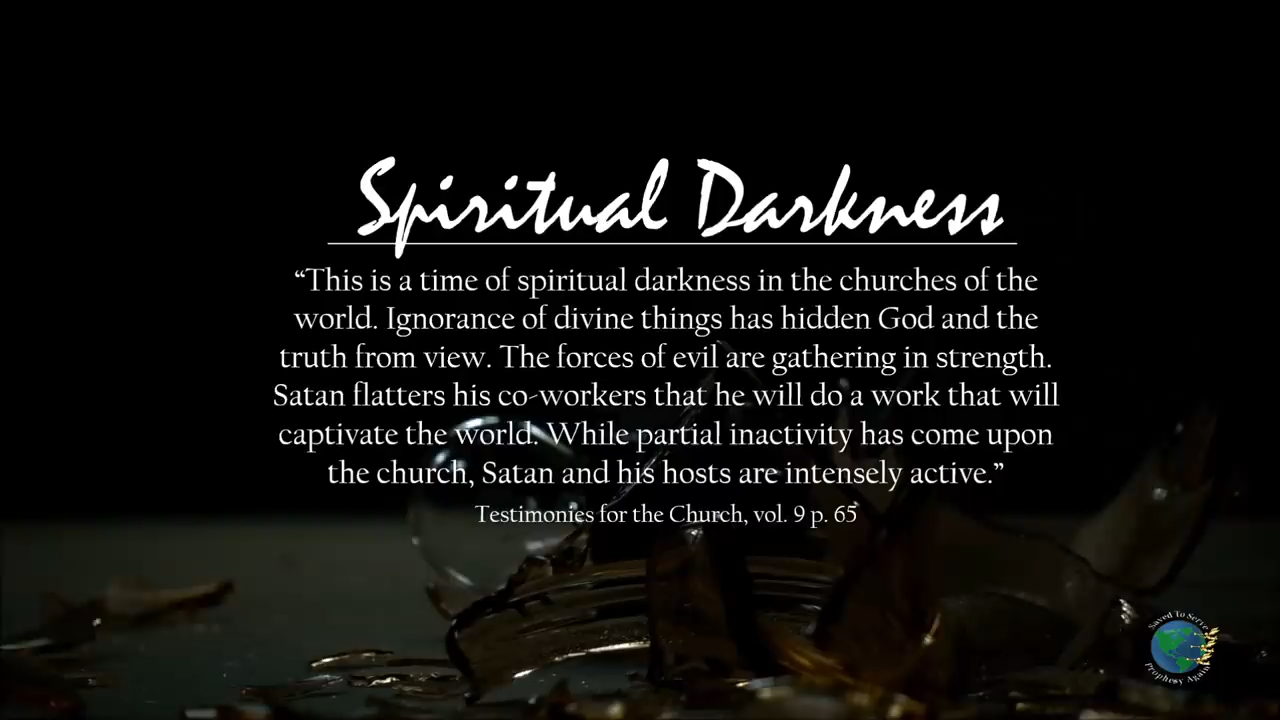 Spiritual Darkness
“This is a time of spiritual darkness in the churches of the
world. Ignorance of divine things has hidden God and the
truth from view. The forces of evil are gathering in strength.
Satan flatters his co-workers that he will do a work that will
captivate the world. While partial inactivity has come upon
the church, Satan and his hosts are intensely active.”
Testimonies for the Church, vol. 9 p. 65
Saved To Serve
Prophesy Again